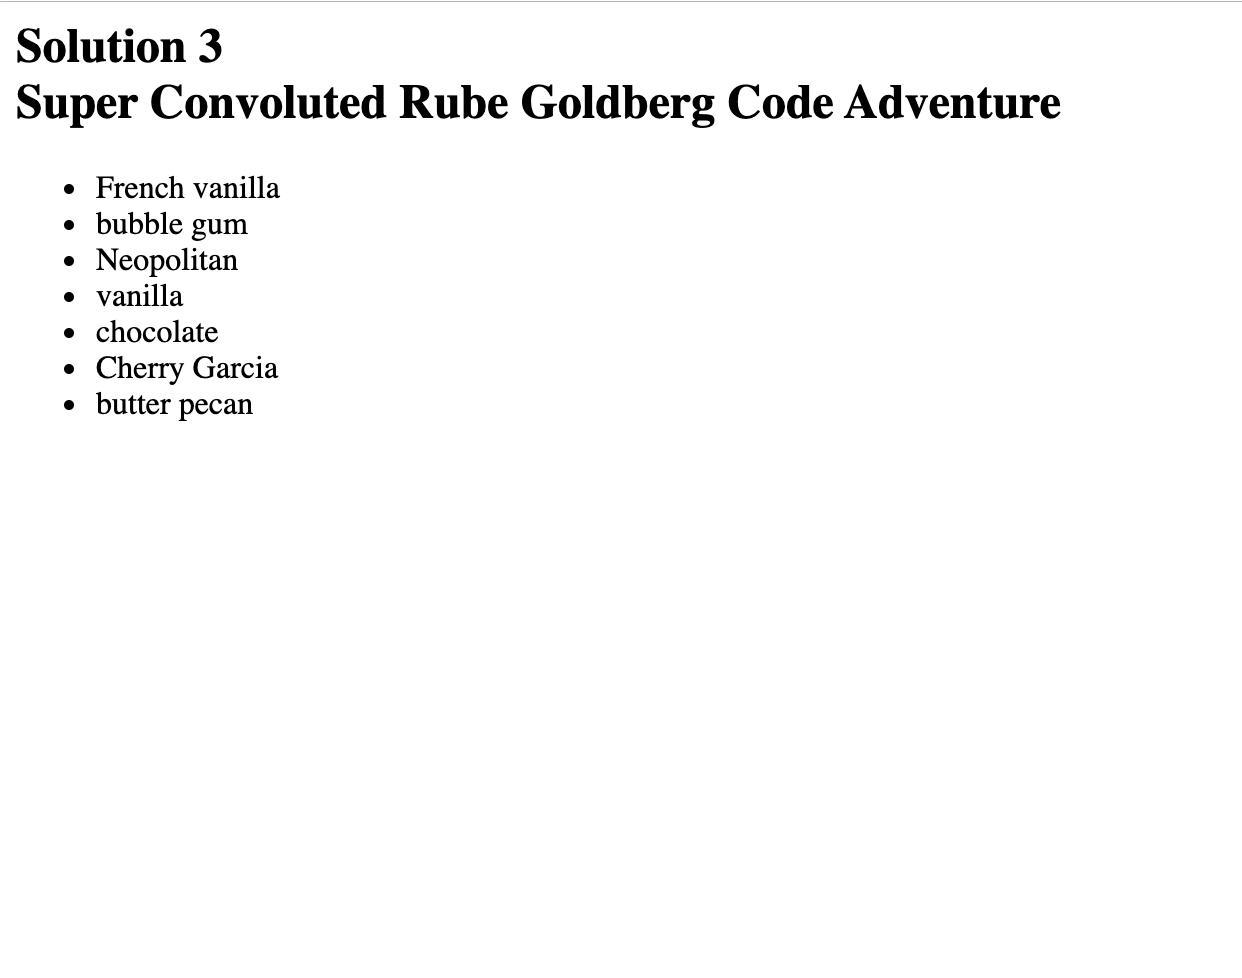 Solution 3
Super Convoluted Rube Goldberg Code Adventure
• French vanilla
• bubble gum
• Neopolitan
• vanilla
• chocolate
• Cherry Garcia
• butter pecan